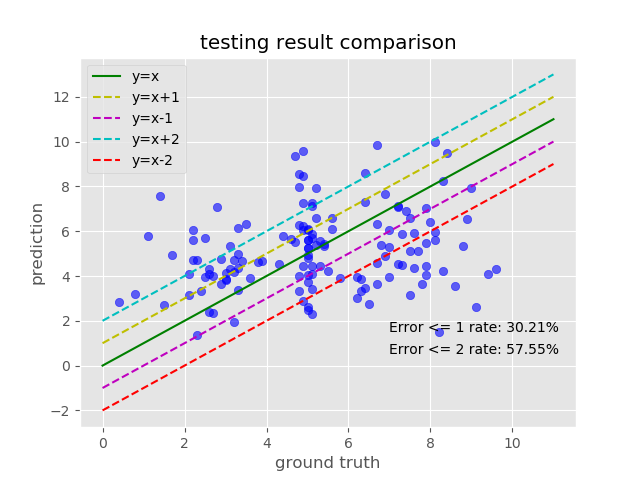 testing result comparison
y=x
y=x+1
y=x-1
y=x+2
y=x-2
12
10
8
6
4
2
0
−2
prediction
Error <= 1 rate: 30.21%
Error <= 2 rate: 57.55%
0 2 4 6 8 10
ground truth